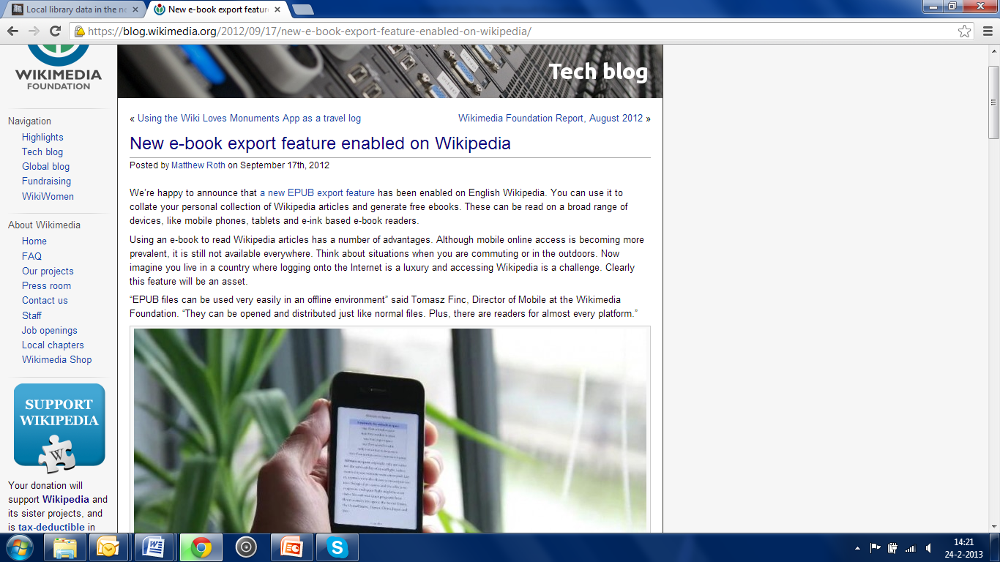 Local library data in the ne
New e-book export featur
https://blog.wikimedia.org/2012/09/17/new-e-book-export-feature-enabled-on-wikipedia/
WIKIMEDIA
FOUNDATION
Tech blog
Navigation
Highlights
Tech blog
Global blog
Fundraising
WikiWomen
About Wikimedia
Home
FAQ
Our projects
Press room
Contact us
Staff
Job openings
Local chapters
Wikimedia Shop
SUPPORT
WIKIPEDIA
W
Your donation will
support Wikipedia and
its sister projects, and
is tax-deductible in
« Using the Wiki Loves Monuments App as a travel log
Wikimedia Foundation Report, August 2012 »
New e-book export feature enabled on Wikipedia
Posted by Matthew Roth on September 17th, 2012
We're happy to announce that a new EPUB export feature has been enabled on English Wikipedia. You can use it to
collate your personal collection of Wikipedia articles and generate free ebooks. These can be read on a broad range of
devices, like mobile phones, tablets and e-ink based e-book readers.
Using an e-book to read Wikipedia articles has a number of advantages. Although mobile online access is becoming more
prevalent, it is still not available everywhere. Think about situations when you are commuting or in the outdoors. Now
imagine you live in a country where logging onto the Internet is a luxury and accessing Wikipedia is a challenge. Clearly
this feature will be an asset.
“EPUB files can be used very easily in an offline environment” said Tomasz Finc, Director of Mobile at the Wikimedia
Foundation. “They can be opened and distributed just like normal files. Plus, there are readers for almost every platform.”
14:21
24-2-2013